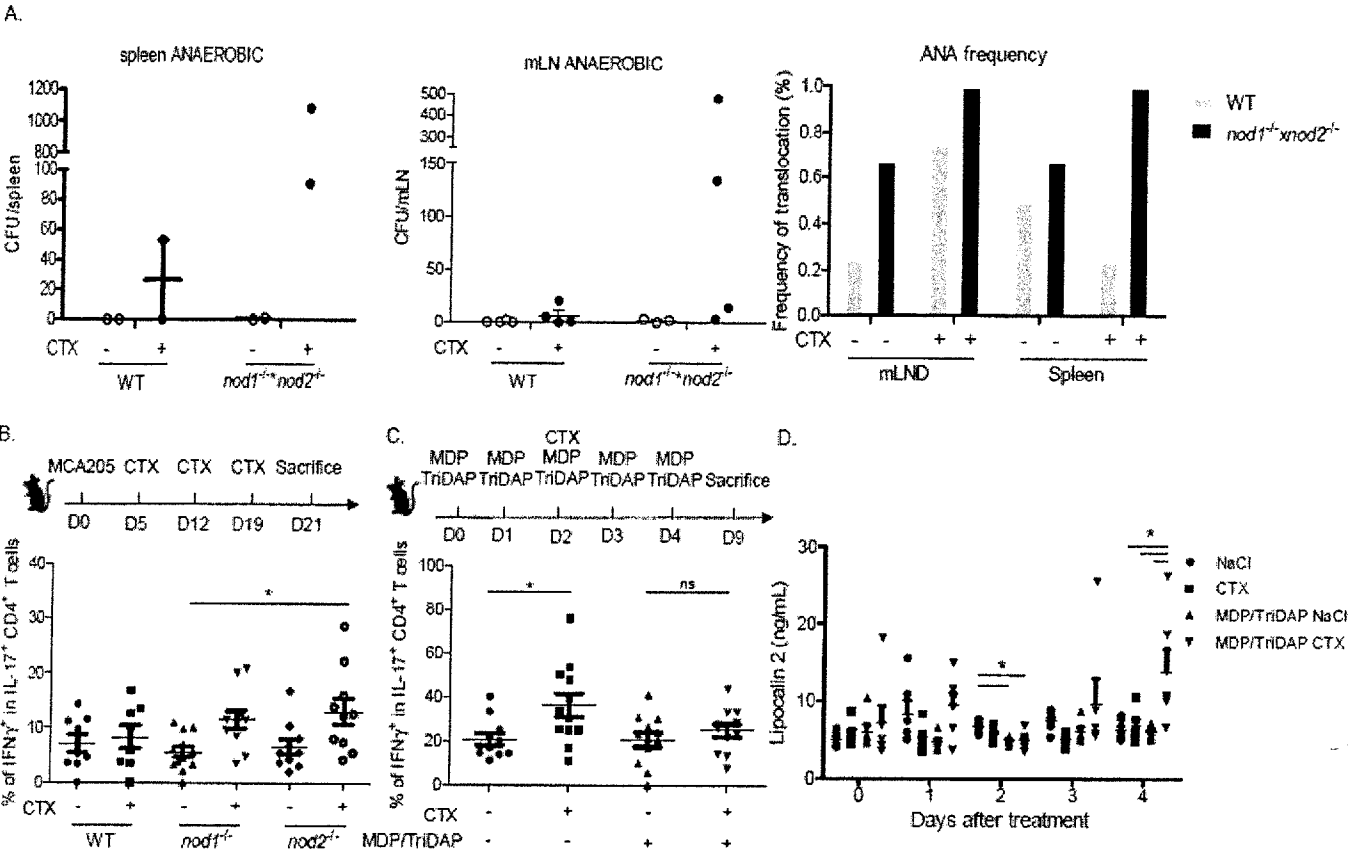 A.
spleen ANAEROBIC
CFU/spleen
1200
1000
800
100
80
60
40
20
0
CTX - + - +
WT nod1-/-*nod2-/-
mLN ANAEROBIC
CFU/mLN
500
400
300
150
100
50
0
CTX - + - +
WT nod1-/-*nod2-/-
ANA frequency
Frequency of translocation (%)
1.0
0.8
0.6
0.4
0.2
0.0
CTX - - + + - - + +
mLND Spleen
WT
nod1-/-xnod2-/-
B.
MCA205 CTX CTX CTX Sacrifice
D0 D5 D12 D19 D21
% of IFNγ+ in IL-17+ CD4+ T cells
40
30
20
10
0
*
CTX - + - + - +
WT nod1-/- nod2-/-
C.
CTX
MDP MDP MDP MDP MDP
TriDAP TriDAP TriDAP TriDAP TriDAP Sacrifice
D0 D1 D2 D3 D4 D9
% of IFNγ+ in IL-17+ CD4+ T cells
100
80
60
40
20
0
* ns
CTX - + - +
MDP/TriDAP - - + +
D.
Lipocalin 2 (ng/mL)
30
20
10
0
* *
0 1 2 3 4
Days after treatment
NaCl
CTX
MDP/TriDAP NaCl
MDP/TriDAP CTX